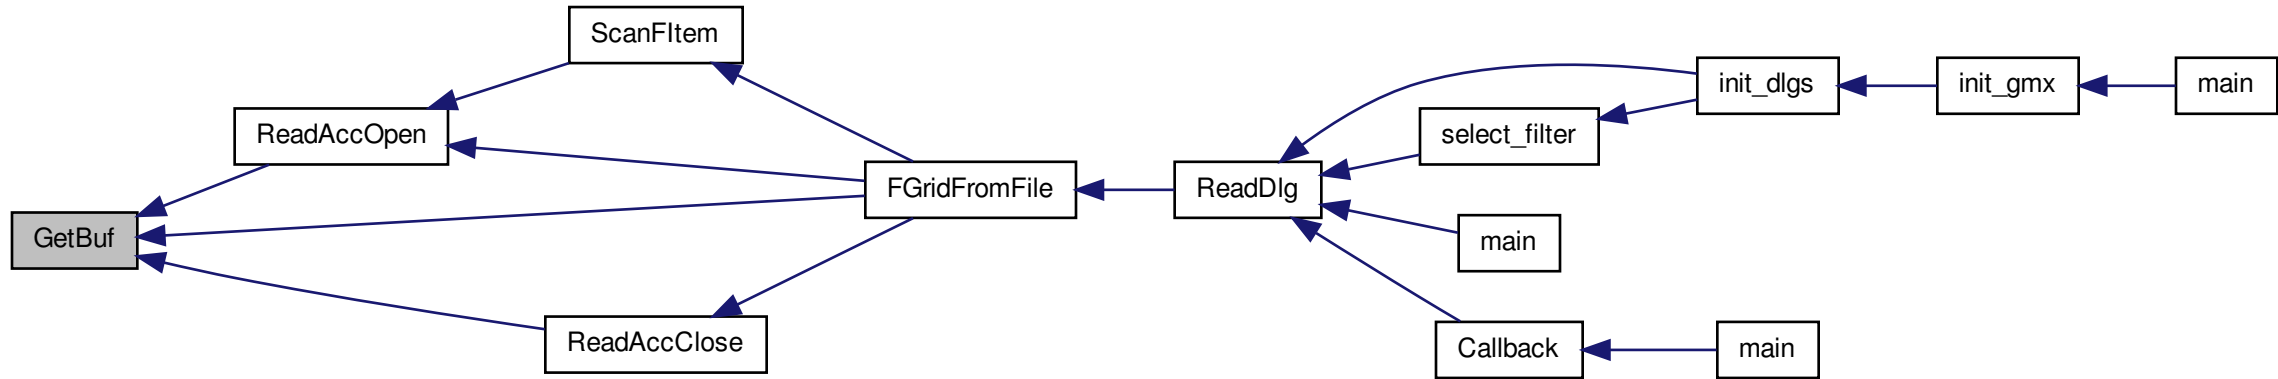 ScanFItem
init_dlgs
init_gmx
main
ReadAccOpen
select_filter
FGridFromFile
ReadDlg
GetBuf
main
ReadAccClose
Callback
main